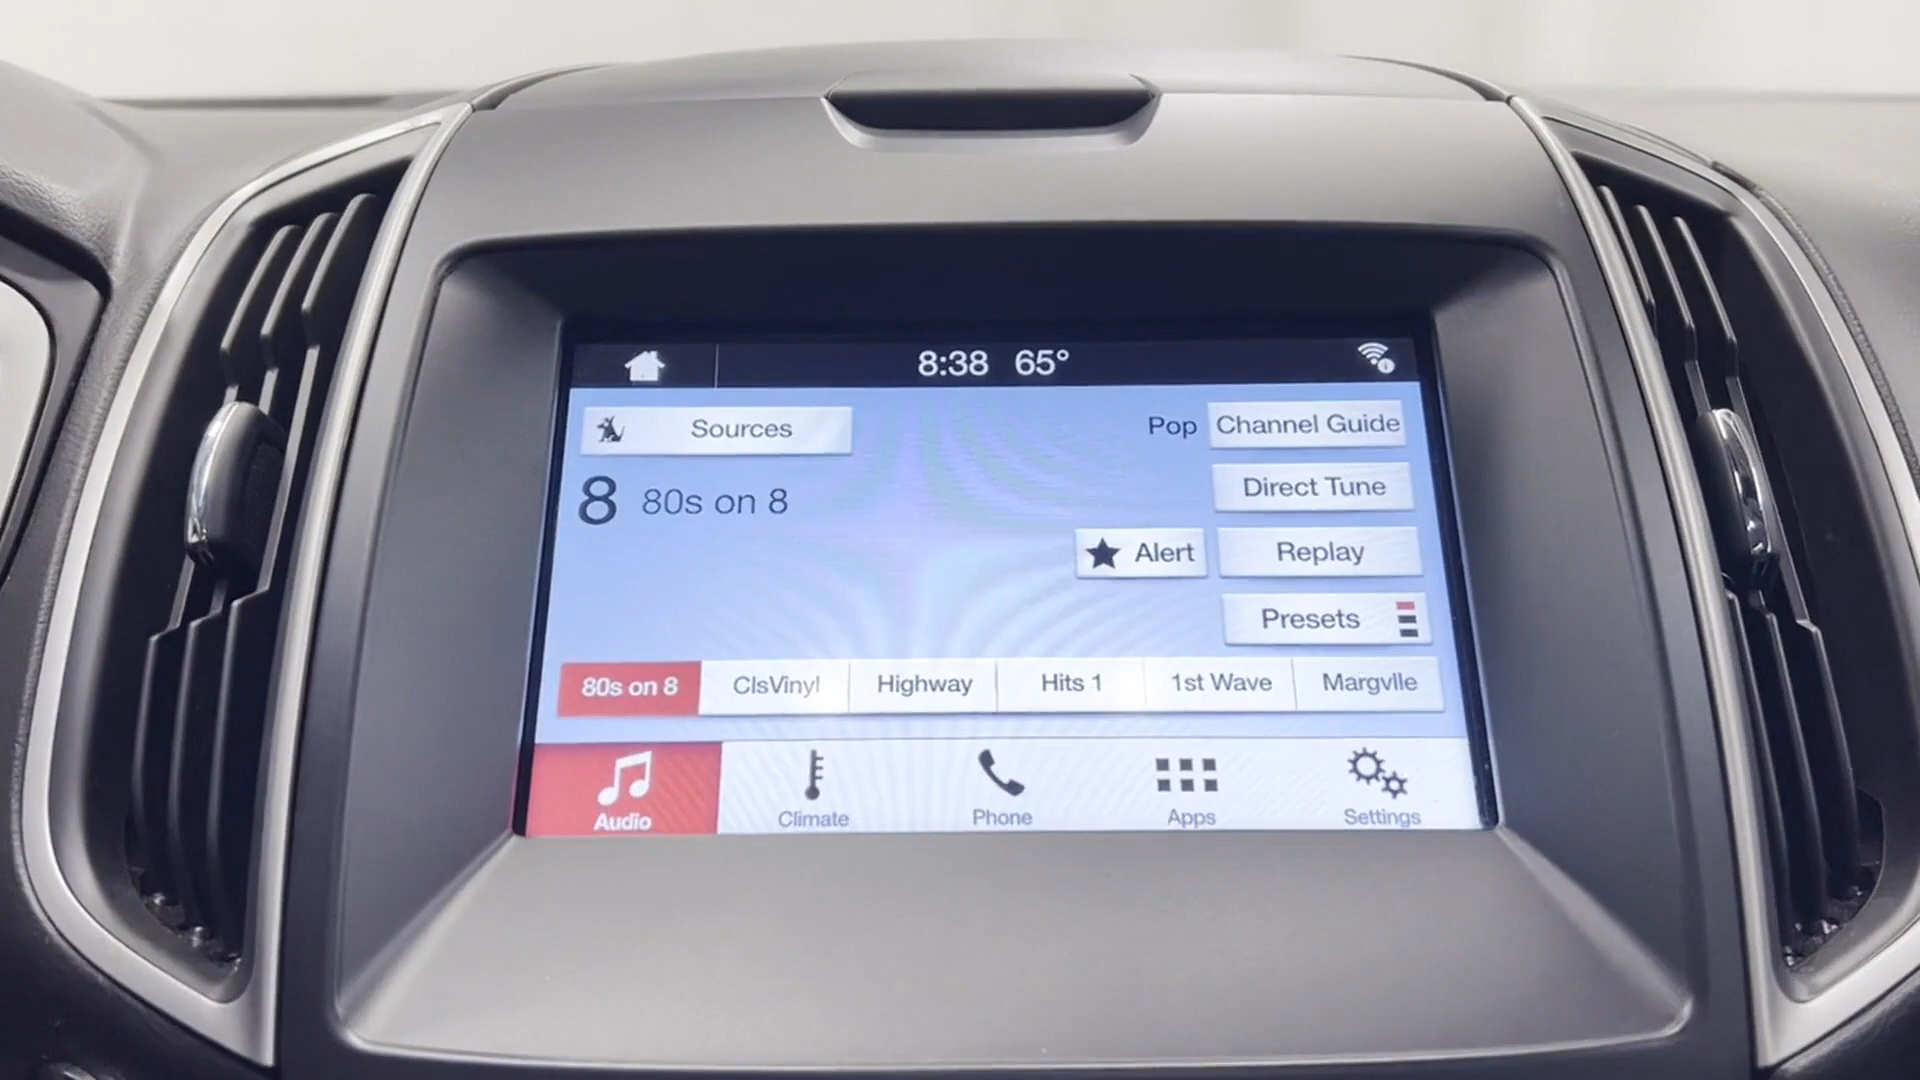 8:38 65°
Sources
Pop
Channel Guide
8 80s on 8
Direct Tune
Alert
Replay
Presets
80s on 8
ClsVinyl
Highway
Hits 1
1st Wave
Margvlle
Audio
Climate
Phone
Apps
Settings